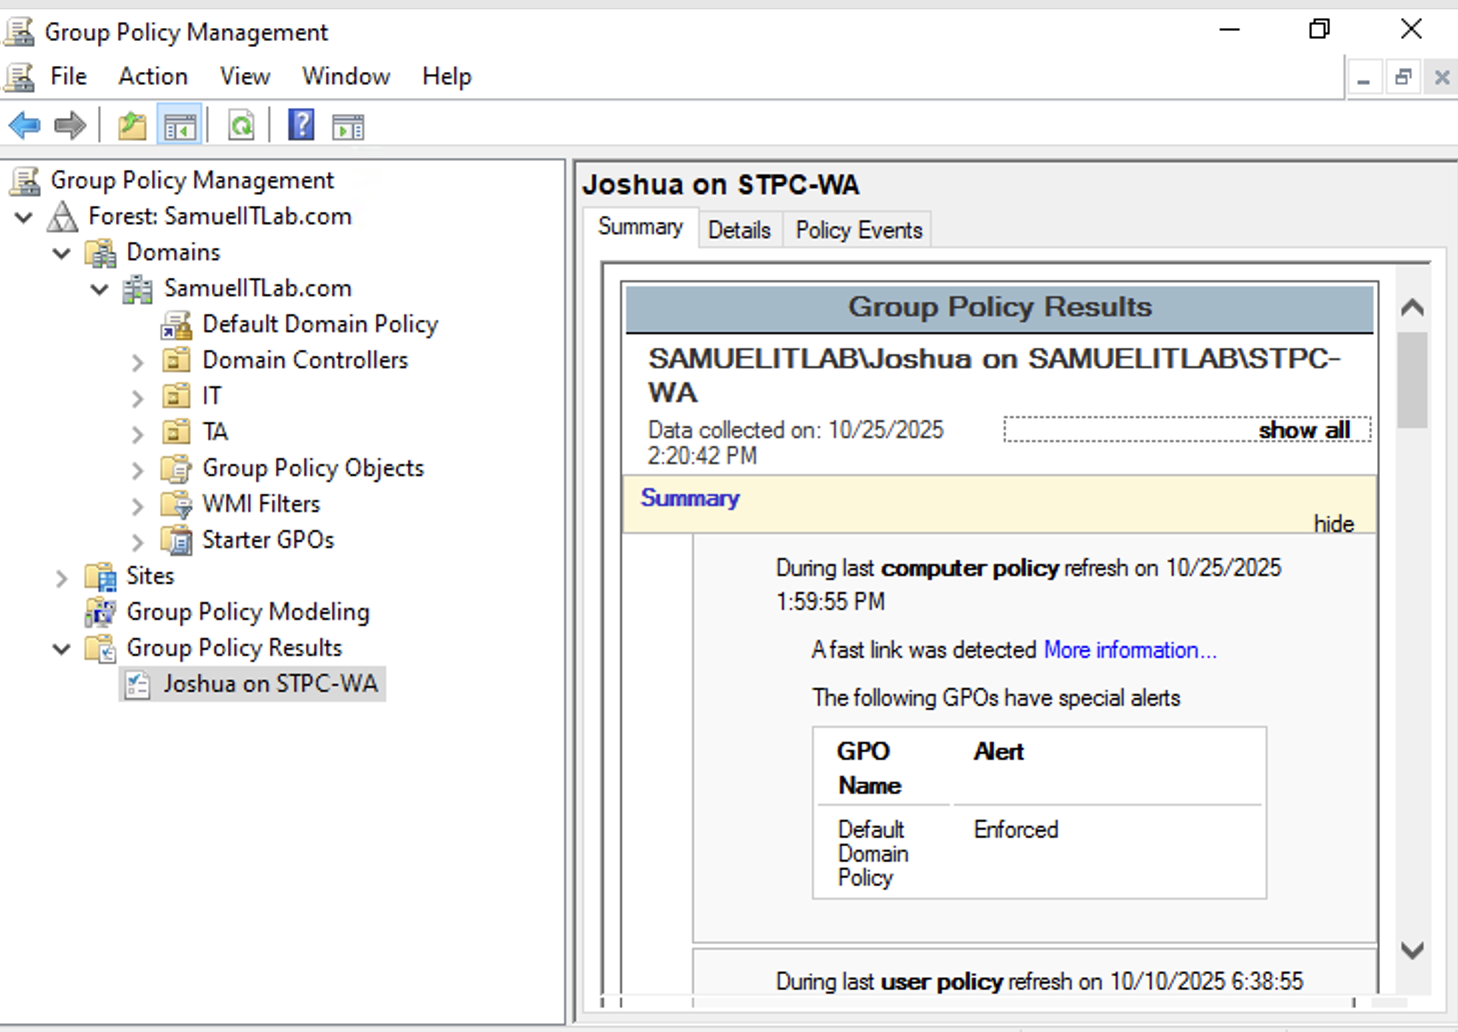 Group Policy Management
File Action View Window Help
Group Policy Management
Forest: SamuelITLab.com
Domains
SamuelITLab.com
Default Domain Policy
Domain Controllers
IT
TA
Group Policy Objects
WMI Filters
Starter GPOs
Sites
Group Policy Modeling
Group Policy Results
Joshua on STPC-WA
Joshua on STPC-WA
Summary Details Policy Events
Group Policy Results
SAMUELITLAB\Joshua on SAMUELITLAB\STPC-
WA
Data collected on: 10/25/2025
2:20:42 PM
show all
Summary
hide
During last computer policy refresh on 10/25/2025
1:59:55 PM
A fast link was detected More information...
The following GPOs have special alerts
GPO Alert
Name
Default Enforced
Domain
Policy
During last user policy refresh on 10/10/2025 6:38:55